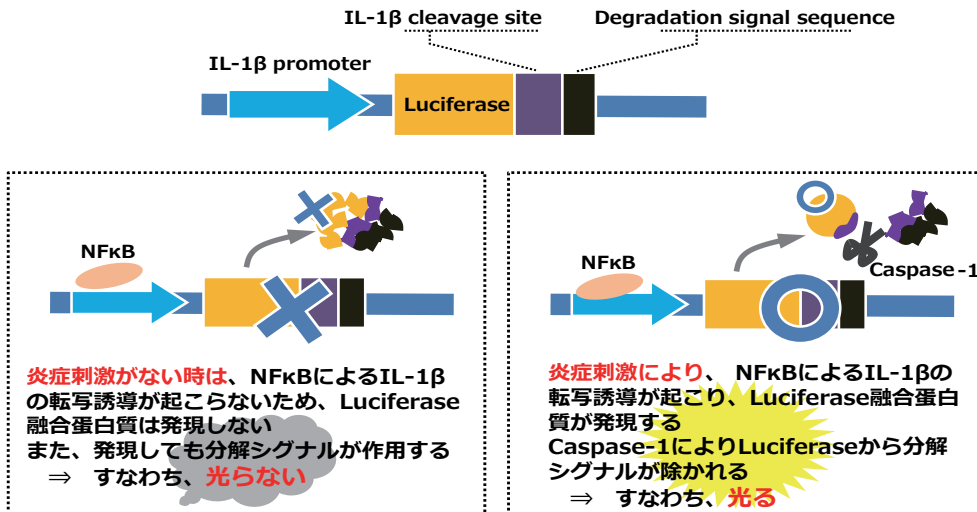 IL-1β cleavage site
Degradation signal sequence
IL-1β promoter
Luciferase
NFκB
炎症刺激がない時は、NFκBによるIL-1β
の転写誘導が起こらないため、Luciferase
融合蛋白質は発現しない
また、発現しても分解シグナルが作用する
⇒ すなわち、光らない
NFκB
Caspase-1
炎症刺激により、 NFκBによるIL-1βの
転写誘導が起こり、Luciferase融合蛋白
質が発現する
Caspase-1によりLuciferaseから分解
シグナルが除かれる
⇒ すなわち、光る